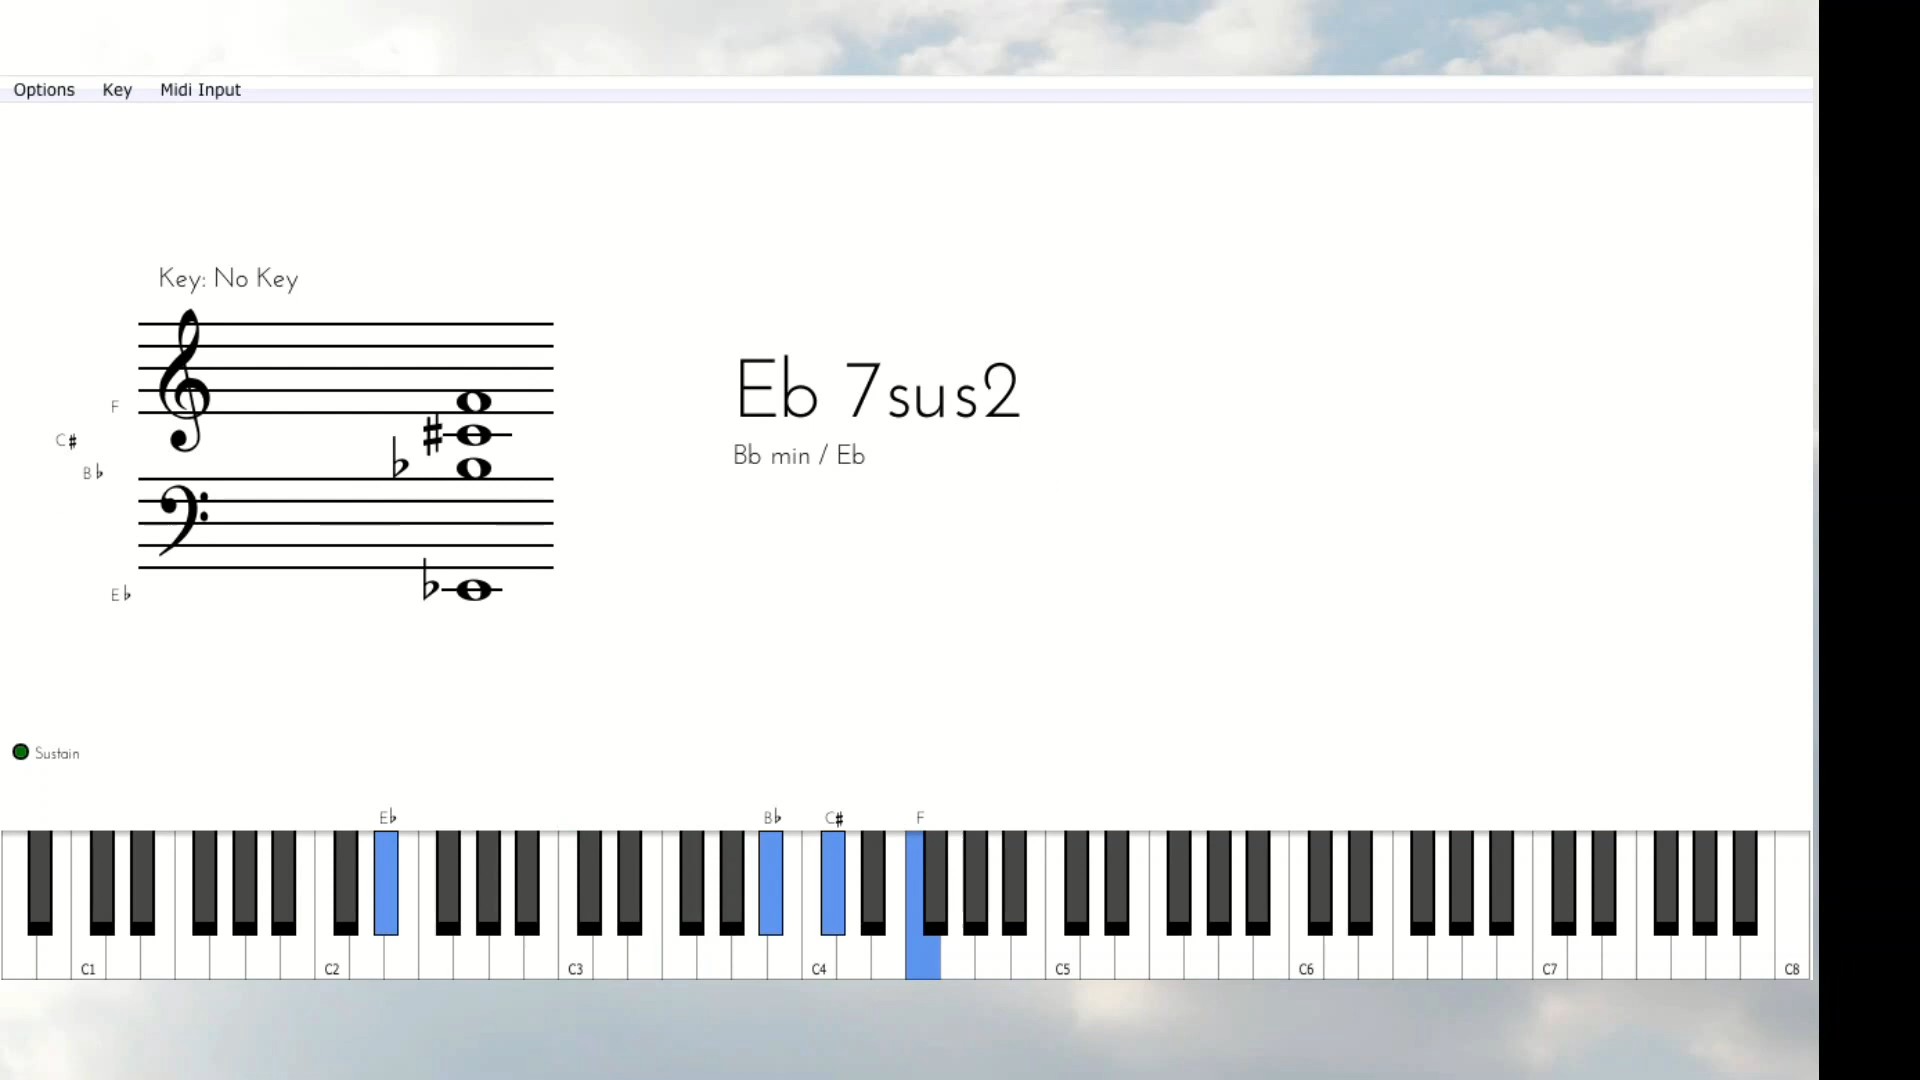 Options Key Midi Input
Key: No Key
F
C♯
B♭
E♭
Eb 7sus2
Bb min / Eb
Sustain
E♭ B♭ C♯ F
C1 C2 C3 C4 C5 C6 C7 C8